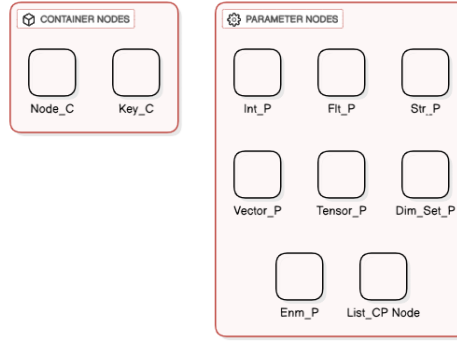 CONTAINER NODES
Node_C Key_C
PARAMETER NODES
Int_P Flt_P Str_P
Vector_P Tensor_P Dim_Set_P
Enm_P List_CP Node